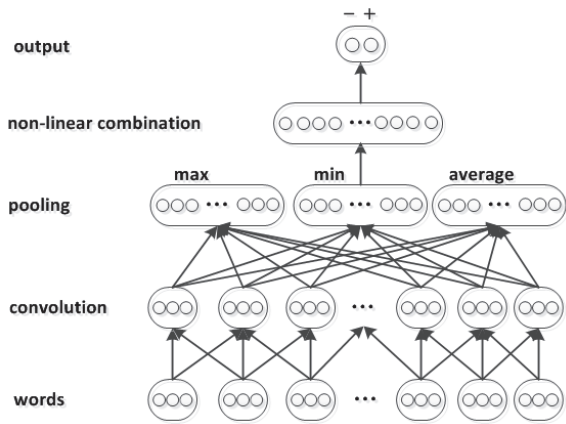 − +
output
non-linear combination
max min average
pooling
convolution
words